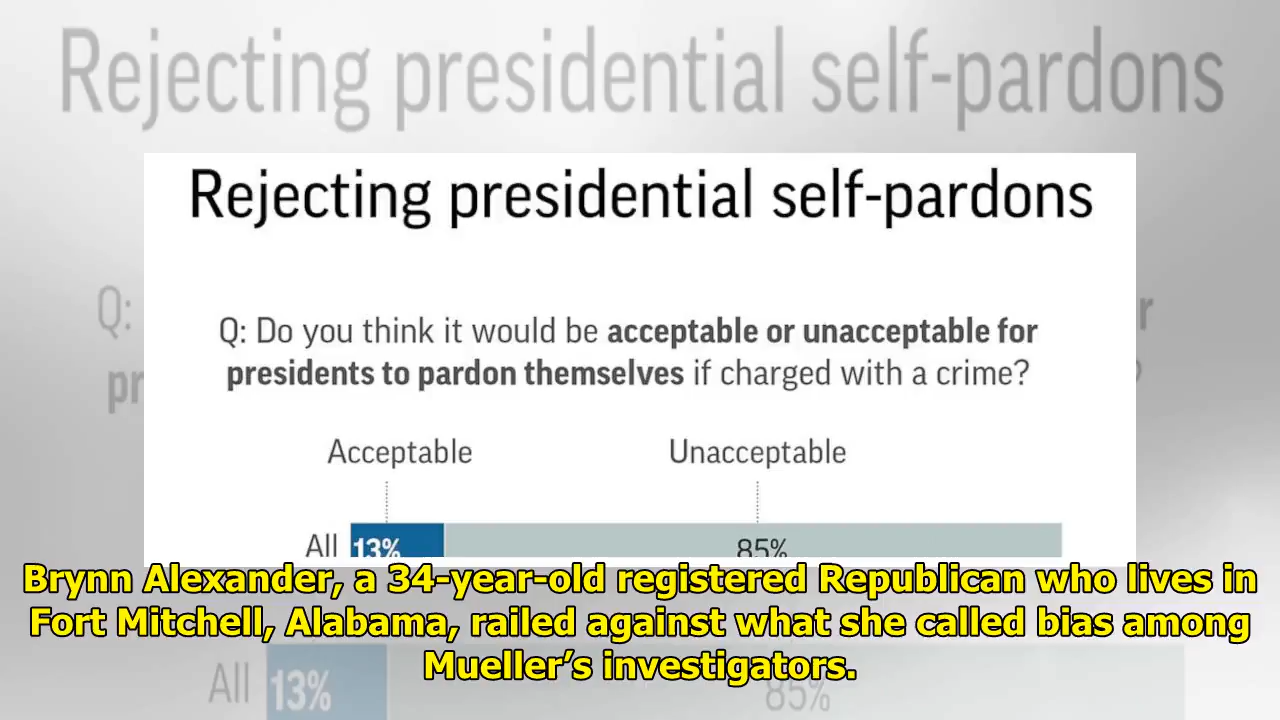 Rejecting presidential self-pardons
Rejecting presidential self-pardons
Q:
Q: Do you think it would be acceptable or unacceptable for
presidents to pardon themselves if charged with a crime?
Acceptable
Unacceptable
All 13% 85%
Brynn Alexander, a 34-year-old registered Republican who lives in
Fort Mitchell, Alabama, railed against what she called bias among
Mueller’s investigators.
All 13% 85%